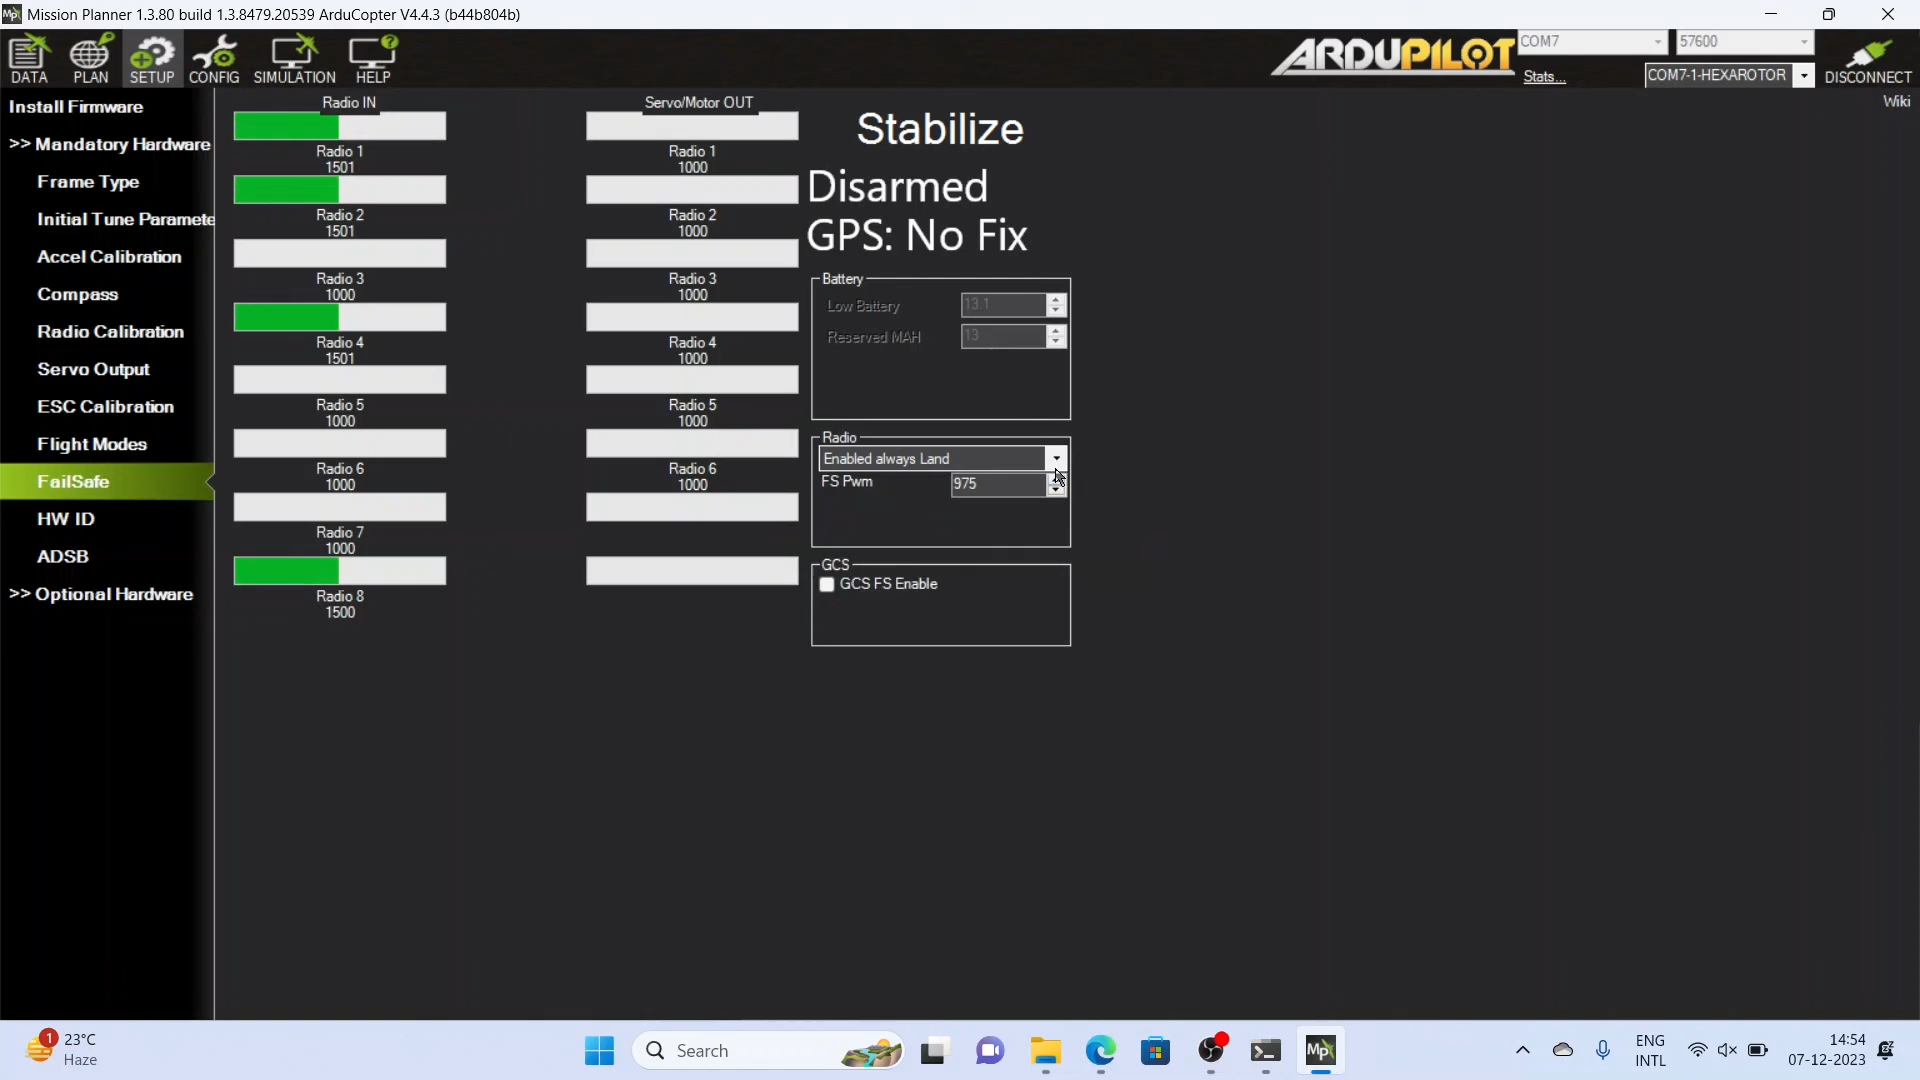 Mission Planner 1.3.80 build 1.3.8479.20539 ArduCopter V4.4.3 (b44b804b)
DATA
PLAN
SETUP
CONFIG
SIMULATION
HELP
ARDUPILOT
COM7
57600
Stats...
COM7-1-HEXAROTOR
DISCONNECT
Wiki
Install Firmware
>> Mandatory Hardware
Frame Type
Initial Tune Paramete
Accel Calibration
Compass
Radio Calibration
Servo Output
ESC Calibration
Flight Modes
FailSafe
HW ID
ADSB
>> Optional Hardware
Radio IN
Radio 1
1501
Radio 2
1501
Radio 3
1000
Radio 4
1501
Radio 5
1000
Radio 6
1000
Radio 7
1000
Radio 8
1500
Servo/Motor OUT
Radio 1
1000
Radio 2
1000
Radio 3
1000
Radio 4
1000
Radio 5
1000
Radio 6
1000
Stabilize
Disarmed
GPS: No Fix
Battery
Low Battery
13.1
Reserved MAH
13
Radio
Enabled always Land
FS Pwm
975
GCS
GCS FS Enable
1
23°C
Haze
Search
Mp
ENG
INTL
14:54
07-12-2023